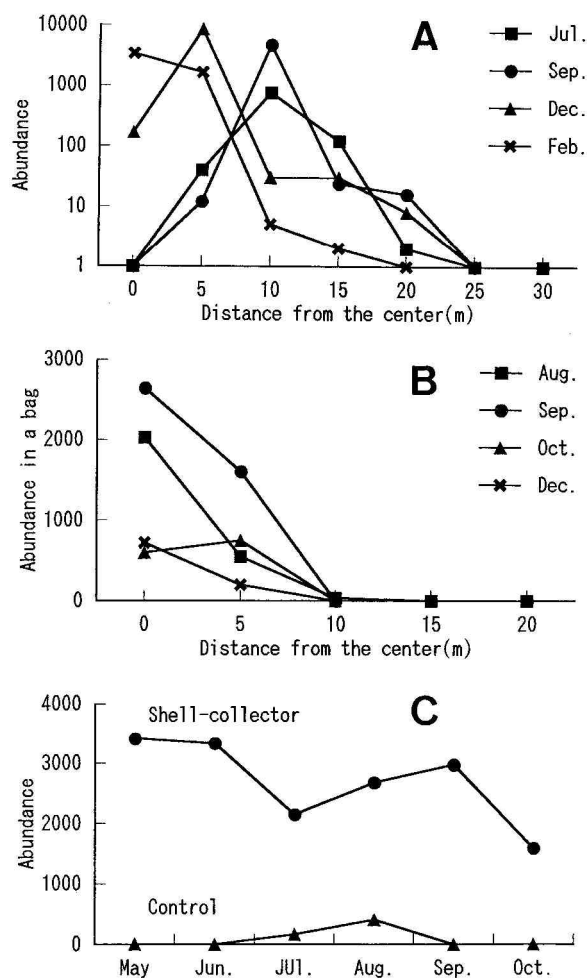 A
Jul.
Sep.
Dec.
Feb.
Abundance
10000
1000
100
10
1
0 5 10 15 20 25 30
Distance from the center(m)
B
Aug.
Sep.
Oct.
Dec.
Abundance in a bag
3000
2000
1000
0
0 5 10 15 20
Distance from the center(m)
C
Shell-collector
Control
Abundance
4000
3000
2000
1000
0
May Jun. JUl. Aug. Sep. Oct.